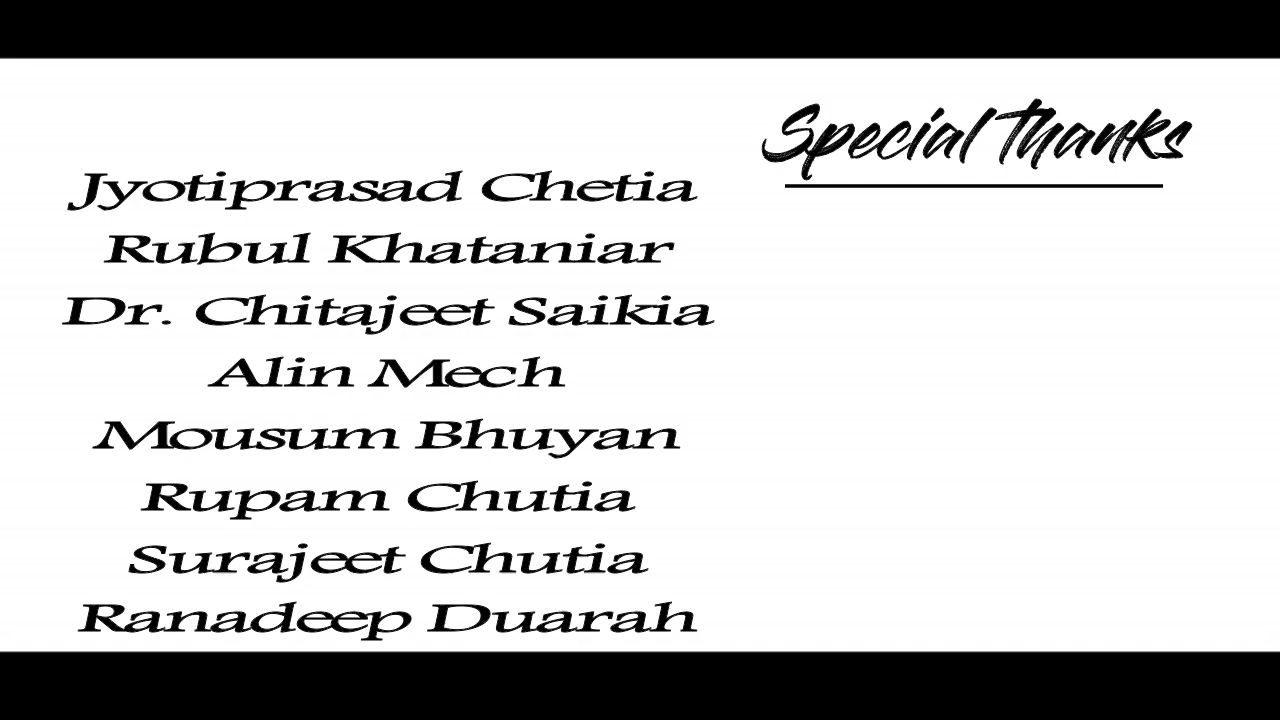 Special Thanks
Jyotiprasad Chetia
Rubul Khataniar
Dr. Chitajeet Saikia
Alin Mech
Mousum Bhuyan
Rupam Chutia
Surajeet Chutia
Ranadeep Duarah